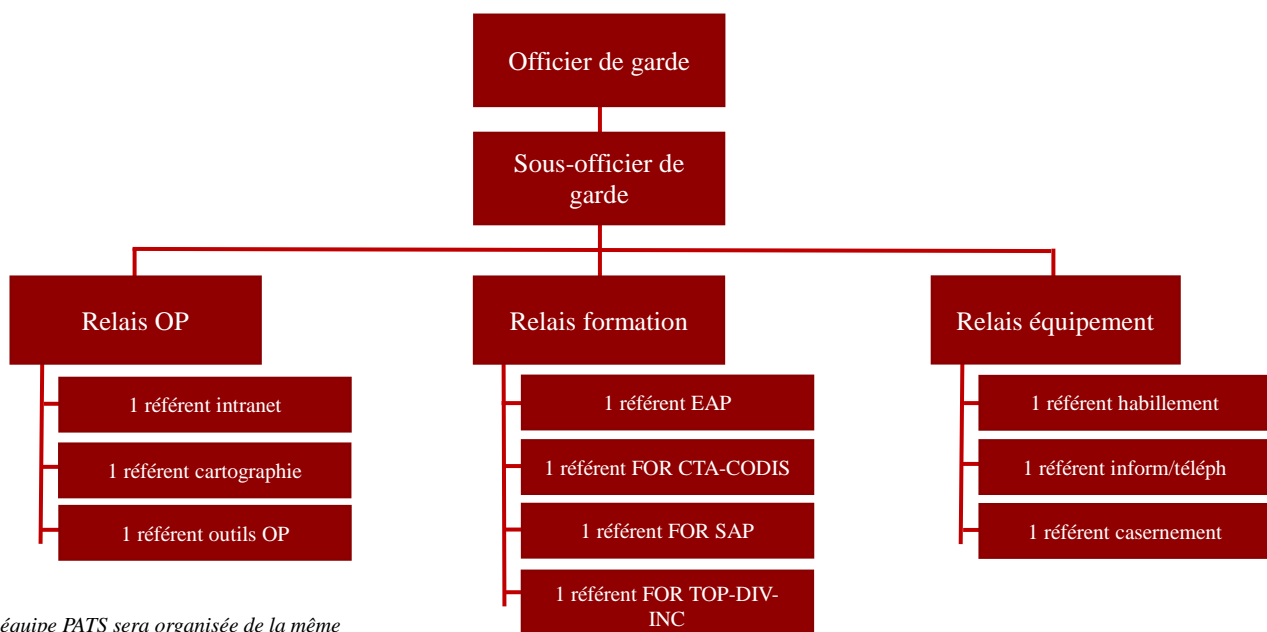 Officier de garde
Sous-officier de
garde
Relais OP
1 référent intranet
1 référent cartographie
1 référent outils OP
Relais formation
1 référent EAP
1 référent FOR CTA-CODIS
1 référent FOR SAP
1 référent FOR TOP-DIV-
INC
Relais équipement
1 référent habillement
1 référent inform/téléph
1 référent casernement
équipe PATS sera organisée de la même